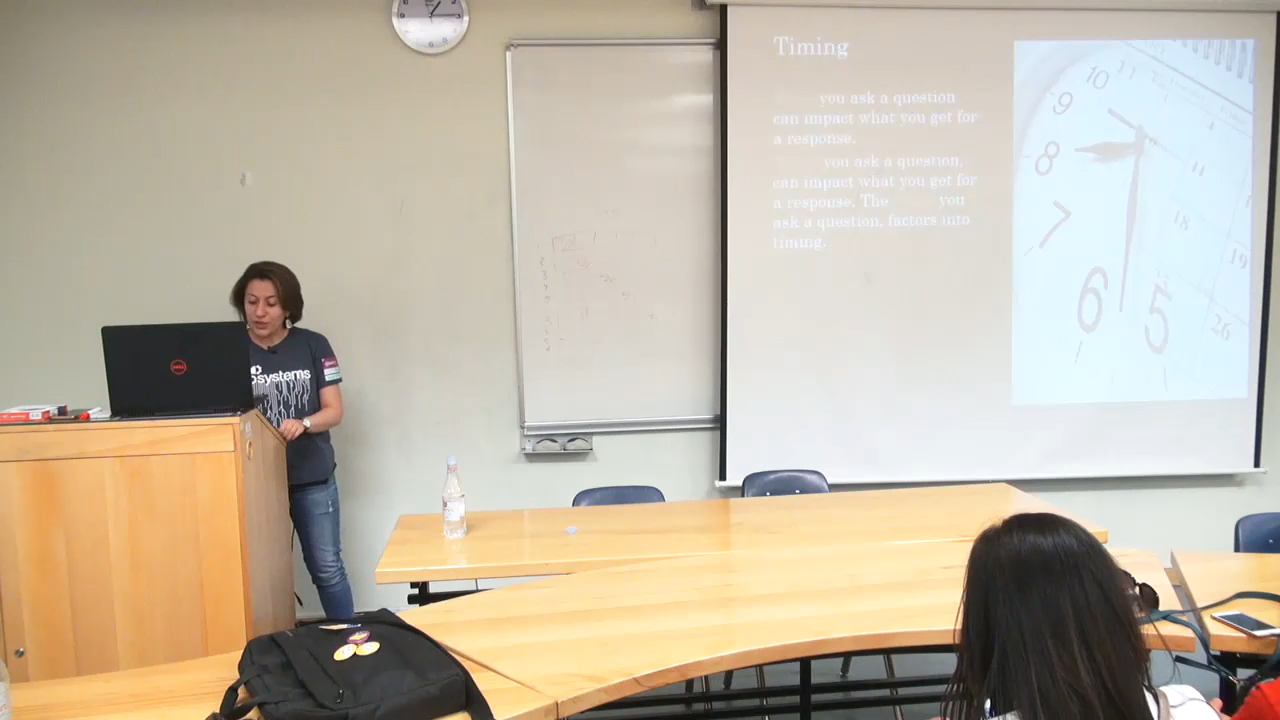 Timing
you ask a question
can impact what you get for
a response.
you ask a question,
can impact what you get for
a response. The you
ask a question, factors into
timing.
11
10
9
8
7
6
5
11
18
19
26
DELL
systems